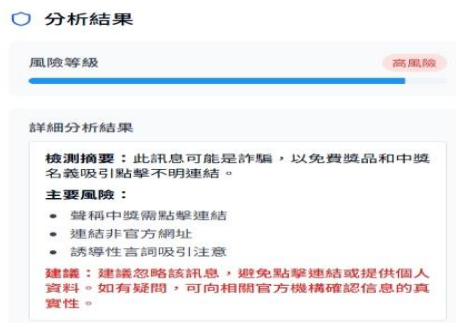 分析結果
風險等級
高風險
詳細分析結果
檢測摘要：此訊息可能是詐騙，以免費獎品和中獎
名義吸引點擊不明連結。
主要風險：
• 聲稱中獎需點擊連結
• 連結非官方網址
• 誘導性言詞吸引注意
建議：建議忽略該訊息，避免點擊連結或提供個人
資料。如有疑問，可向相關官方機構確認信息的真
實性。